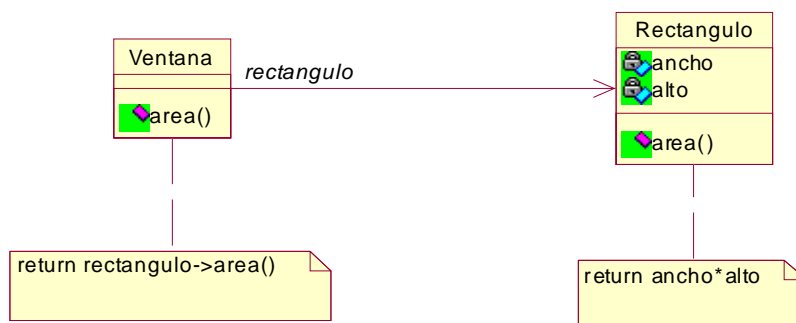 Ventana
area()
rectangulo
Rectangulo
ancho
alto
area()
return rectangulo->area()
return ancho*alto